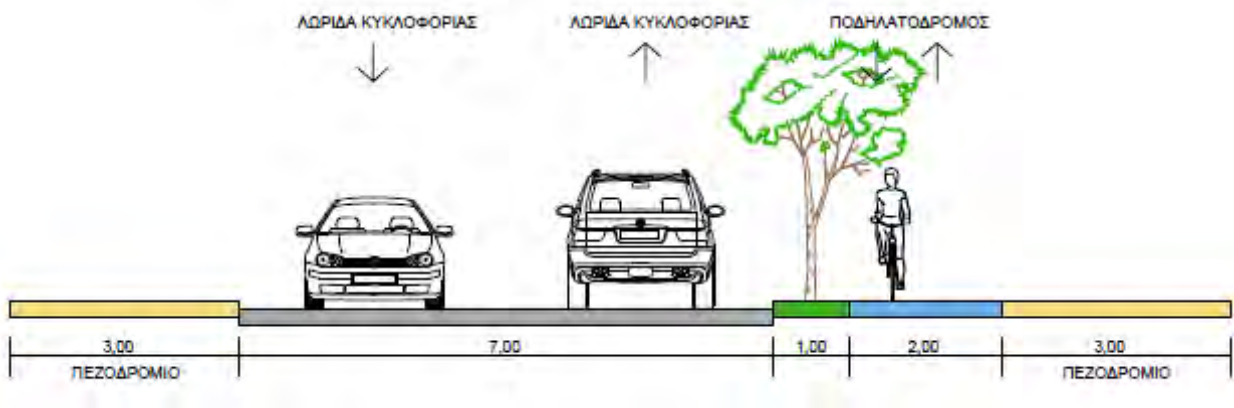 ΛΩΡΙΔΑ ΚΥΚΛΟΦΟΡΙΑΣ ΛΩΡΙΔΑ ΚΥΚΛΟΦΟΡΙΑΣ ΠΟΔΗΛΑΤΟΔΡΟΜΟΣ
3,00 7,00 1,00 2,00 3,00
ΠΕΖΟΔΡΟΜΙΟ ΠΕΖΟΔΡΟΜΙΟ